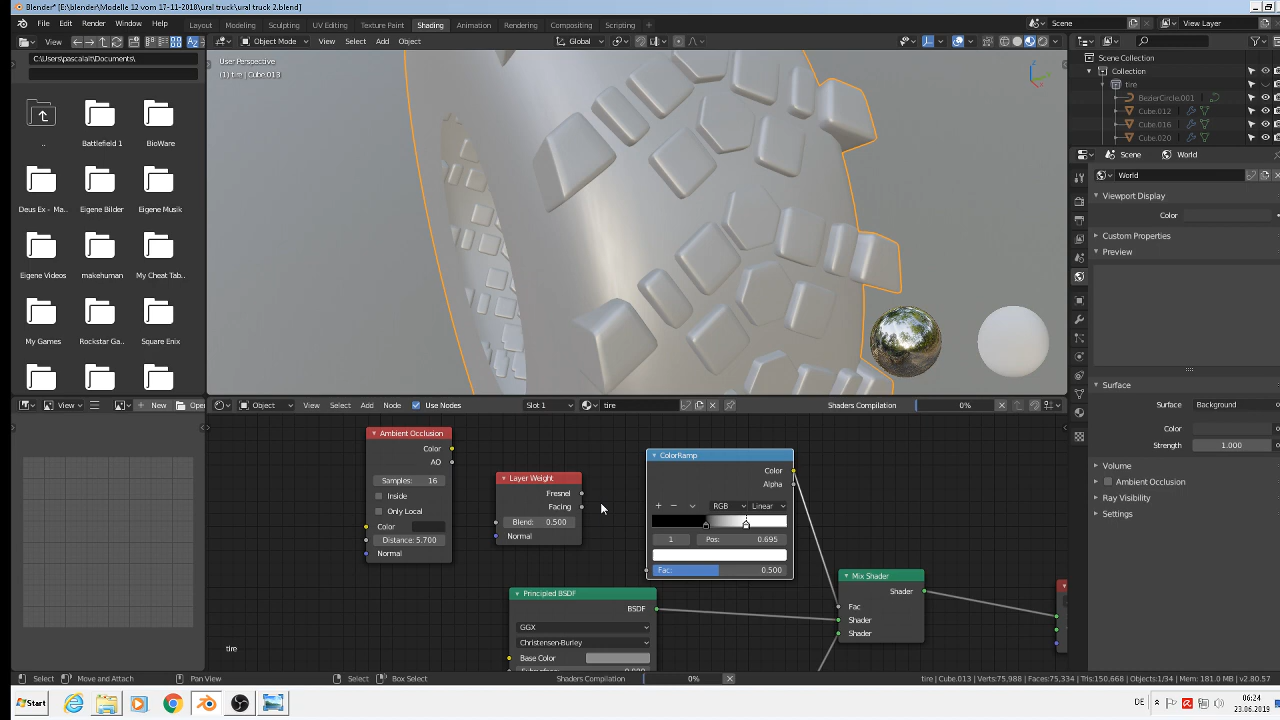 Blender* [E:\blender\Modelle 12 vom 17-11-2018\ural truck\ural truck 2.blend]
File Edit Render Window Help
Layout Modeling Sculpting UV Editing Texture Paint Shading Animation Rendering Compositing Scripting
Scene View Layer
View
C:\Users\pascalalt\Documents\
..
Battlefield 1
BioWare
Deus Ex - Ma...
Eigene Bilder
Eigene Musik
Eigene Videos
makehuman
My Cheat Tab...
My Games
Rockstar Ga...
Square Enix
Object Mode View Select Add Object Global
User Perspective
(1) tire | Cube.013
Scene Collection
Collection
tire
BezierCircle.001
Cube.012
Cube.016
Cube.020
Scene World
World
Viewport Display
Color
Custom Properties
Preview
Surface
Surface Background
Color
Strength 1.000
Volume
Ambient Occlusion
Ray Visibility
Settings
View New Open
Object View Select Add Node Use Nodes Slot 1 tire Shaders Compilation 0%
Ambient Occlusion
Color
AO
Samples: 16
Inside
Only Local
Color
Distance: 5.700
Normal
Layer Weight
Fresnel
Facing
Blend: 0.500
Normal
ColorRamp
Color
Alpha
RGB Linear
1 Pos: 0.695
Fac: 0.500
Principled BSDF
BSDF
GGX
Christensen-Burley
Base Color
Mix Shader
Shader
Fac
Shader
Shader
tire
Select Move and Attach Pan View Select Box Select Shaders Compilation 0% tire | Cube.013 | Verts:75,988 | Faces:75,334 | Tris:150,668 | Objects:1/34 | Mem: 181.0 MB | v2.80.57
Start
DE
06:24
23.06.2019